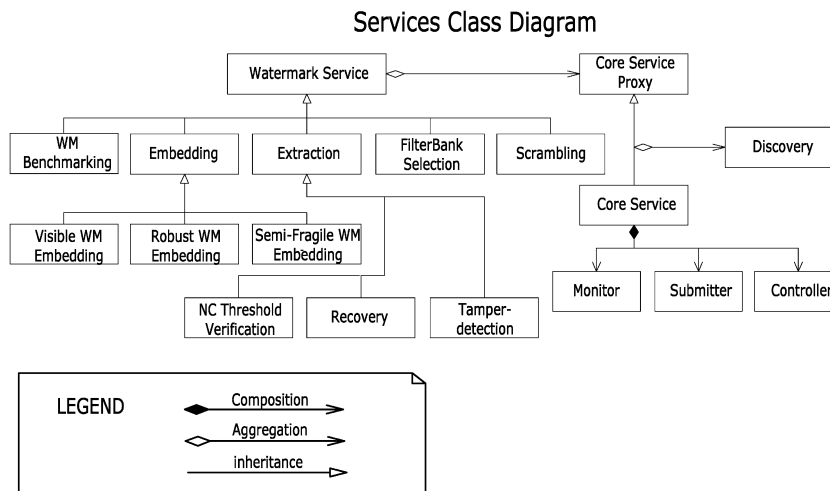 Services Class Diagram
Watermark Service
Core Service
Proxy
WM
Benchmarking
Embedding
Extraction
FilterBank
Selection
Scrambling
Discovery
Core Service
Visible WM
Embedding
Robust WM
Embedding
Semi-Fragile WM
Embedding
Monitor
Submitter
Controller
NC Threshold
Verification
Recovery
Tamper-
detection
LEGEND
Composition
Aggregation
inheritance